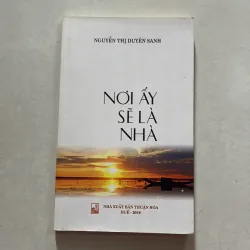 NGUYỄN THỊ DUYÊN SANH
NƠI ẤY
SẼ LÀ
NHÀ
NHÀ XUẤT BẢN THUẬN HÓA
HUẾ - 2019